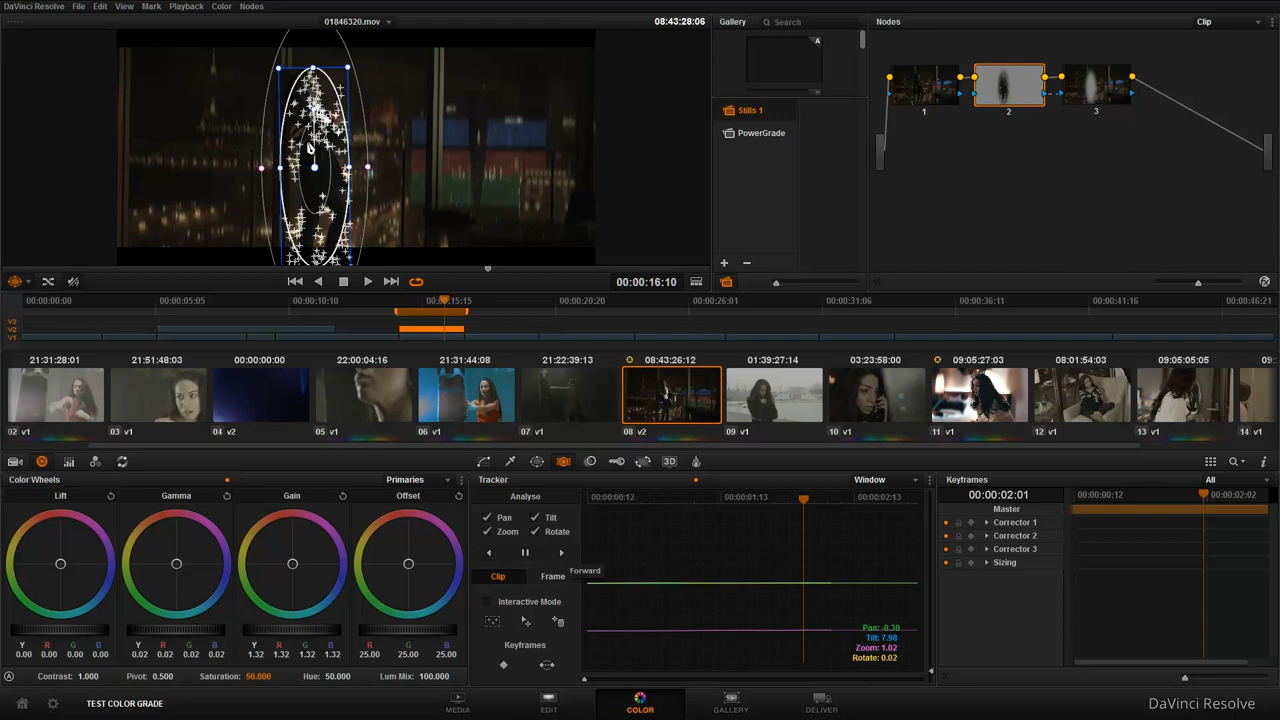 DaVinci Resolve File Edit View Mark Playback Color Nodes
01846320.mov 08:43:28:06 Gallery Search Nodes Clip
A
Stills 1
PowerGrade
1 2 3
00:00:16:10
00:00:00:00 00:00:05:05 00:00:10:10 00:00:15:15 00:00:20:20 00:00:26:01 00:00:31:06 00:00:36:11 00:00:41:16 00:00:46:21
V3
V2
V1
21:31:28:01 21:51:48:03 00:00:00:00 22:00:04:16 21:31:44:08 21:22:39:13 08:43:26:12 01:39:27:14 03:23:58:00 09:05:27:03 08:01:54:03 09:05:05:05
02 v1 03 v1 04 v2 05 v1 06 v1 07 v1 08 v2 09 v1 10 v1 11 v1 12 v1 13 v1 14 v
3D
Color Wheels Primaries Tracker Window Keyframes All
Lift Gamma Gain Offset
Analyse
00:00:00:12 00:00:01:13 00:00:02:13
00:00:02:01 00:00:00:12 00:00:02:02
Master
Pan Tilt
Zoom Rotate
Corrector 1
Corrector 2
Corrector 3
Sizing
Forward
Clip Frame
Interactive Mode
Pan: -0.30
Tilt: 7.98
Zoom: 1.02
Rotate: 0.02
Keyframes
Y R G B Y R G B Y R G B R G B
0.00 0.00 0.00 0.00 0.02 0.02 0.02 0.02 1.32 1.32 1.32 1.32 25.00 25.00 25.00
A Contrast: 1.000 Pivot: 0.500 Saturation: 50.000 Hue: 50.000 Lum Mix: 100.000
TEST COLOR GRADE
MEDIA EDIT COLOR GALLERY DELIVER
DaVinci Resolve